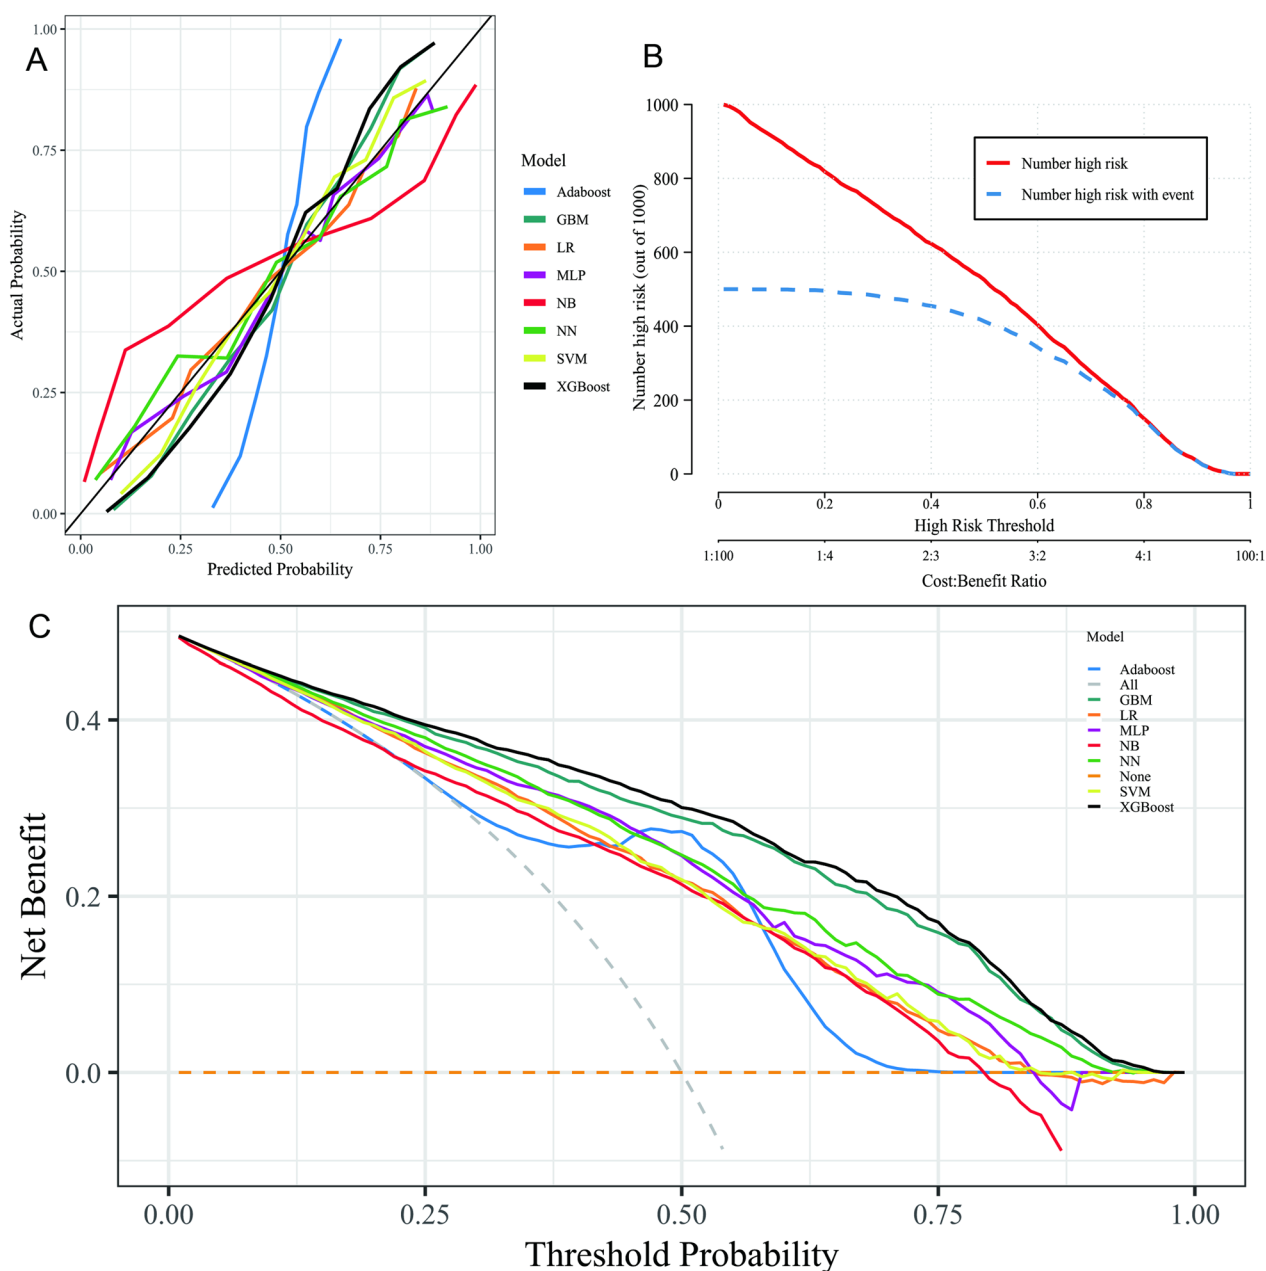 A
1.00
0.75
0.50
0.25
0.00
Actual Probability
0.00 0.25 0.50 0.75 1.00
Predicted Probability
Model
Adaboost
GBM
LR
MLP
NB
NN
SVM
XGBoost
B
1000
800
600
400
200
0
Number high risk (out of 1000)
Number high risk
Number high risk with event
0 0.2 0.4 0.6 0.8 1
High Risk Threshold
1:100 1:4 2:3 3:2 4:1 100:1
Cost:Benefit Ratio
C
0.4
0.2
0.0
Net Benefit
Model
Adaboost
All
GBM
LR
MLP
NB
NN
None
SVM
XGBoost
0.00 0.25 0.50 0.75 1.00
Threshold Probability